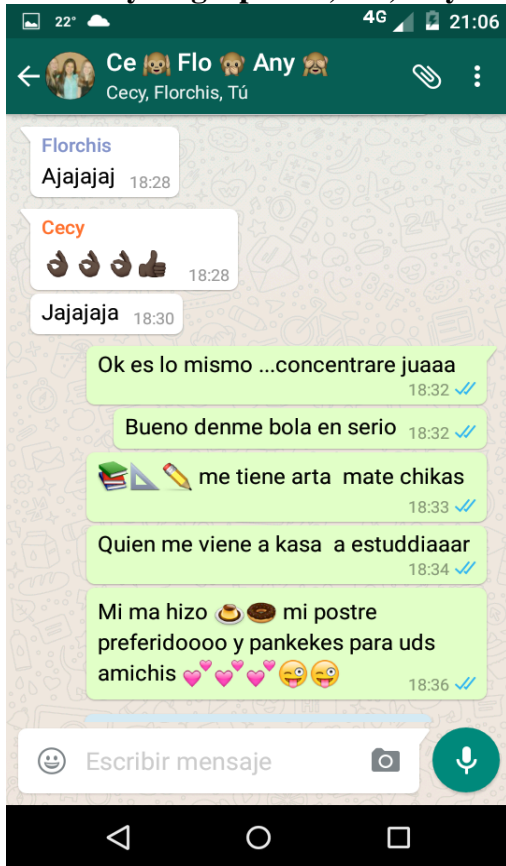 22° 4G 21:06
Ce 🙉 Flo 🙊 Any 🙈
Cecy, Florchis, Tú
Florchis
Ajajajaj 18:28
Cecy
👌🏿👌🏿👌🏿👍🏿 18:28
Jajajaja 18:30
Ok es lo mismo ...concentrare juaaa
18:32
Bueno denme bola en serio 18:32
📚📐✏️ me tiene arta mate chikas
18:33
Quien me viene a kasa a estuddiaaar
18:34
Mi ma hizo 🍮🍩 mi postre
preferidoooo y pankekes para uds
amichis 💕💕💕😜😜 18:36
Escribir mensaje